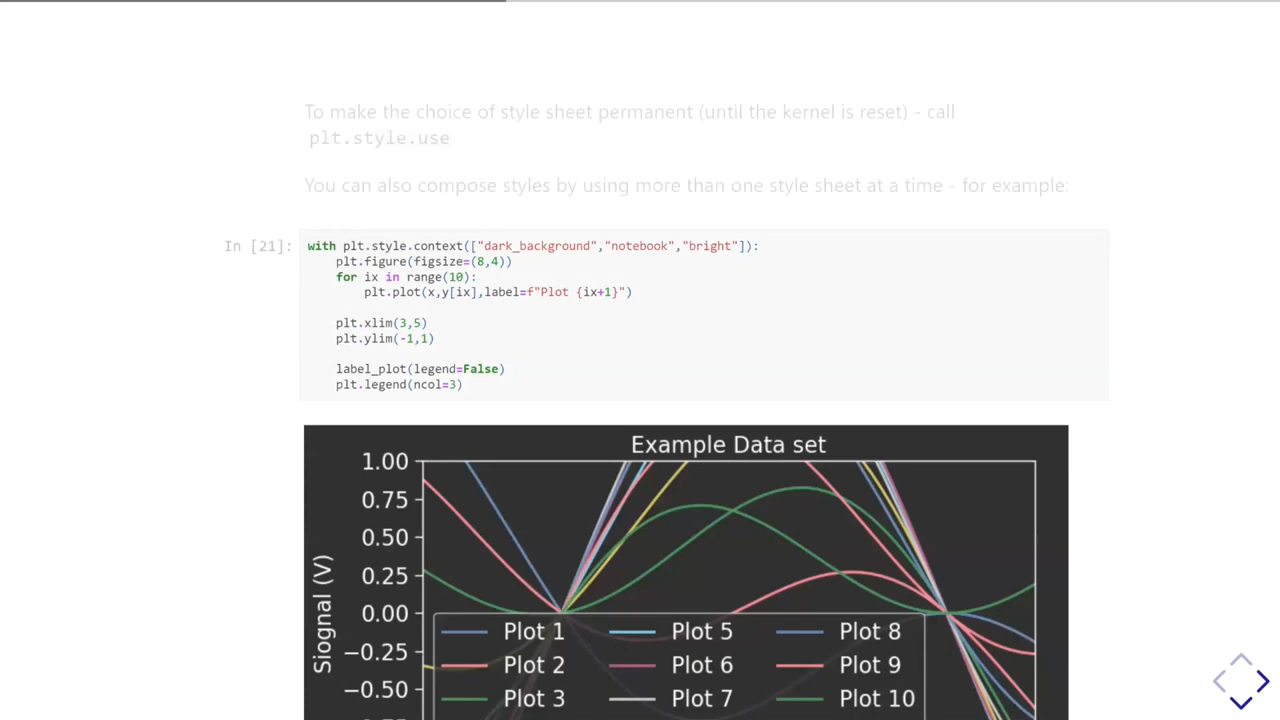 To make the choice of style sheet permanent (until the kernel is reset) - call
plt.style.use
You can also compose styles by using more than one style sheet at a time - for example:
In [21]:
with plt.style.context(["dark_background","notebook","bright"]):
    plt.figure(figsize=(8,4))
    for ix in range(10):
        plt.plot(x,y[ix],label=f"Plot {ix+1}")
    plt.xlim(3,5)
    plt.ylim(-1,1)
    label_plot(legend=False)
    plt.legend(ncol=3)
Example Data set
1.00
0.75
0.50
0.25
0.00
−0.25
−0.50
Siognal (V)
Plot 1 Plot 5 Plot 8
Plot 2 Plot 6 Plot 9
Plot 3 Plot 7 Plot 10